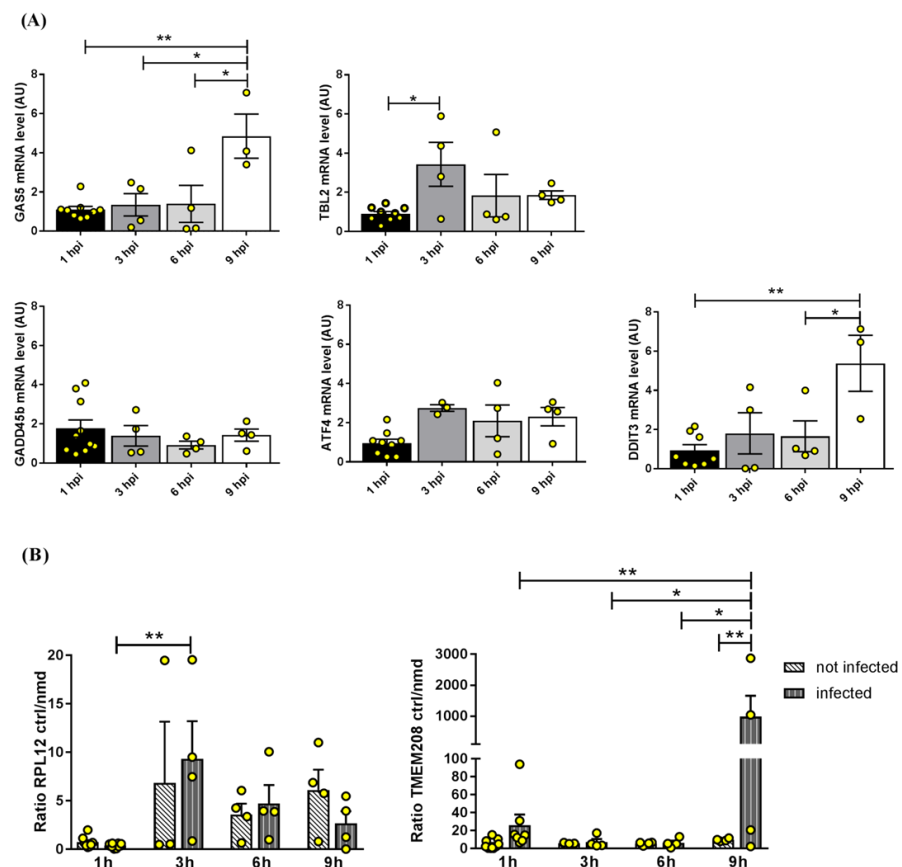 (A)
**
*
*
GAS5 mRNA level (AU)
8
6
4
2
0
1 hpi
3 hpi
6 hpi
9 hpi
*
TBL2 mRNA level (AU)
8
6
4
2
0
1 hpi
3 hpi
6 hpi
9 hpi
GADD45b mRNA level (AU)
8
6
4
2
0
1 hpi
3 hpi
6 hpi
9 hpi
ATF4 mRNA level (AU)
8
6
4
2
0
1 hpi
3 hpi
6 hpi
9 hpi
**
*
DDIT3 mRNA level (AU)
8
6
4
2
0
1 hpi
3 hpi
6 hpi
9 hpi
(B)
**
Ratio RPL12 ctrl/nmd
20
15
10
5
0
1h
3h
6h
9h
**
*
*
**
Ratio TMEM208 ctrl/nmd
3000
2000
1000
100
80
60
40
20
0
1h
3h
6h
9h
not infected
infected